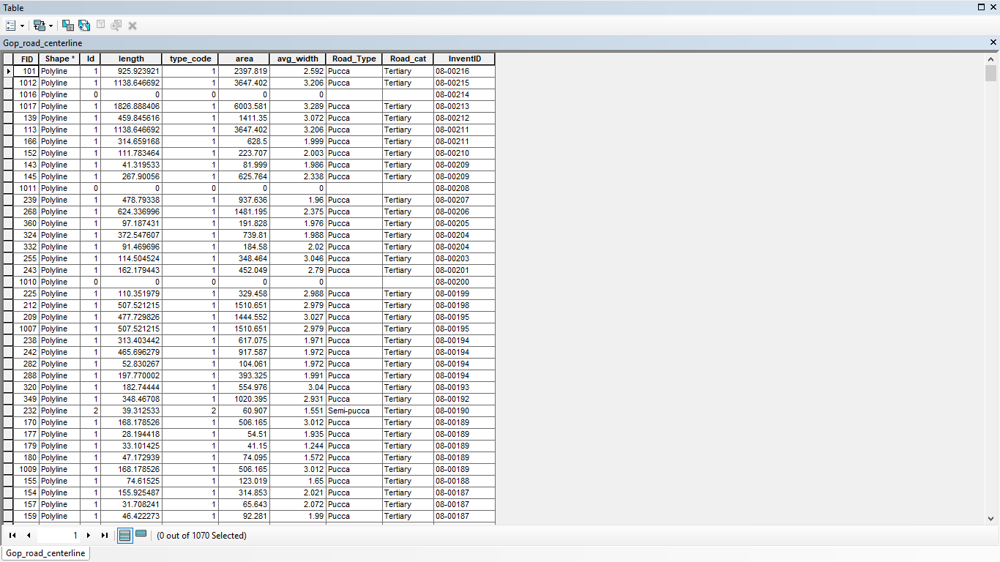 Table
Gop_road_centerline
FID Shape * Id length type_code area avg_width Road_Type Road_cat InventID
101 Polyline 1 925.923921 1 2397.819 2.592 Pucca Tertiary 08-00216
1012 Polyline 1 1138.646692 1 3647.402 3.206 Pucca Tertiary 08-00215
1016 Polyline 0 0 0 0 0 08-00214
1017 Polyline 1 1826.888406 1 6003.581 3.289 Pucca Tertiary 08-00213
139 Polyline 1 459.845616 1 1411.35 3.072 Pucca Tertiary 08-00212
113 Polyline 1 1138.646692 1 3647.402 3.206 Pucca Tertiary 08-00211
166 Polyline 1 314.659168 1 628.5 1.999 Pucca Tertiary 08-00211
152 Polyline 1 111.783464 1 223.707 2.003 Pucca Tertiary 08-00210
143 Polyline 1 41.319533 1 81.999 1.986 Pucca Tertiary 08-00209
145 Polyline 1 267.90056 1 625.764 2.338 Pucca Tertiary 08-00209
1011 Polyline 0 0 0 0 0 08-00208
239 Polyline 1 478.79338 1 937.636 1.96 Pucca Tertiary 08-00207
268 Polyline 1 624.336996 1 1481.195 2.375 Pucca Tertiary 08-00206
360 Polyline 1 97.187431 1 191.828 1.976 Pucca Tertiary 08-00205
324 Polyline 1 372.547607 1 739.81 1.988 Pucca Tertiary 08-00204
332 Polyline 1 91.469696 1 184.58 2.02 Pucca Tertiary 08-00204
255 Polyline 1 114.504524 1 348.464 3.046 Pucca Tertiary 08-00203
243 Polyline 1 162.179443 1 452.049 2.79 Pucca Tertiary 08-00201
1010 Polyline 0 0 0 0 0 08-00200
225 Polyline 1 110.351979 1 329.458 2.988 Pucca Tertiary 08-00199
212 Polyline 1 507.521215 1 1510.651 2.979 Pucca Tertiary 08-00198
209 Polyline 1 477.729826 1 1444.552 3.027 Pucca Tertiary 08-00195
1007 Polyline 1 507.521215 1 1510.651 2.979 Pucca Tertiary 08-00195
238 Polyline 1 313.403442 1 617.075 1.971 Pucca Tertiary 08-00194
242 Polyline 1 465.696279 1 917.587 1.972 Pucca Tertiary 08-00194
282 Polyline 1 52.830267 1 104.061 1.972 Pucca Tertiary 08-00194
288 Polyline 1 197.770002 1 393.325 1.991 Pucca Tertiary 08-00194
320 Polyline 1 182.74444 1 554.976 3.04 Pucca Tertiary 08-00193
349 Polyline 1 348.46708 1 1020.395 2.931 Pucca Tertiary 08-00192
232 Polyline 2 39.312533 2 60.907 1.551 Semi-pucca Tertiary 08-00190
170 Polyline 1 168.178526 1 506.165 3.012 Pucca Tertiary 08-00189
177 Polyline 1 28.194418 1 54.51 1.935 Pucca Tertiary 08-00189
179 Polyline 1 33.101425 1 41.15 1.244 Pucca Tertiary 08-00189
180 Polyline 1 47.172939 1 74.095 1.572 Pucca Tertiary 08-00189
1009 Polyline 1 168.178526 1 506.165 3.012 Pucca Tertiary 08-00189
155 Polyline 1 74.61525 1 123.019 1.65 Pucca Tertiary 08-00188
154 Polyline 1 155.925487 1 314.853 2.021 Pucca Tertiary 08-00187
157 Polyline 1 31.708241 1 65.643 2.072 Pucca Tertiary 08-00187
159 Polyline 1 46.422273 1 92.281 1.99 Pucca Tertiary 08-00187
1 (0 out of 1070 Selected)
Gop_road_centerline